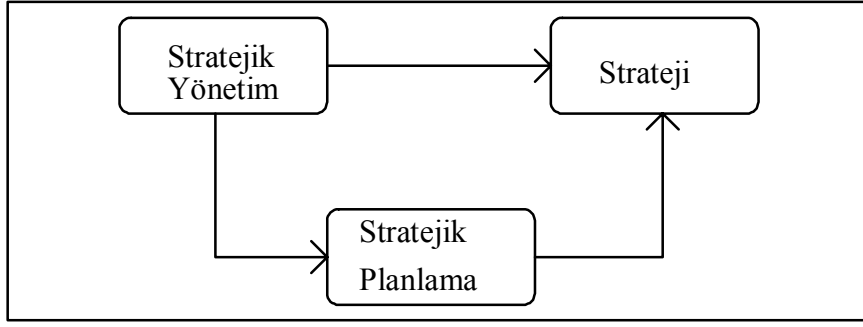 Stratejik
Yönetim
Strateji
Stratejik
Planlama